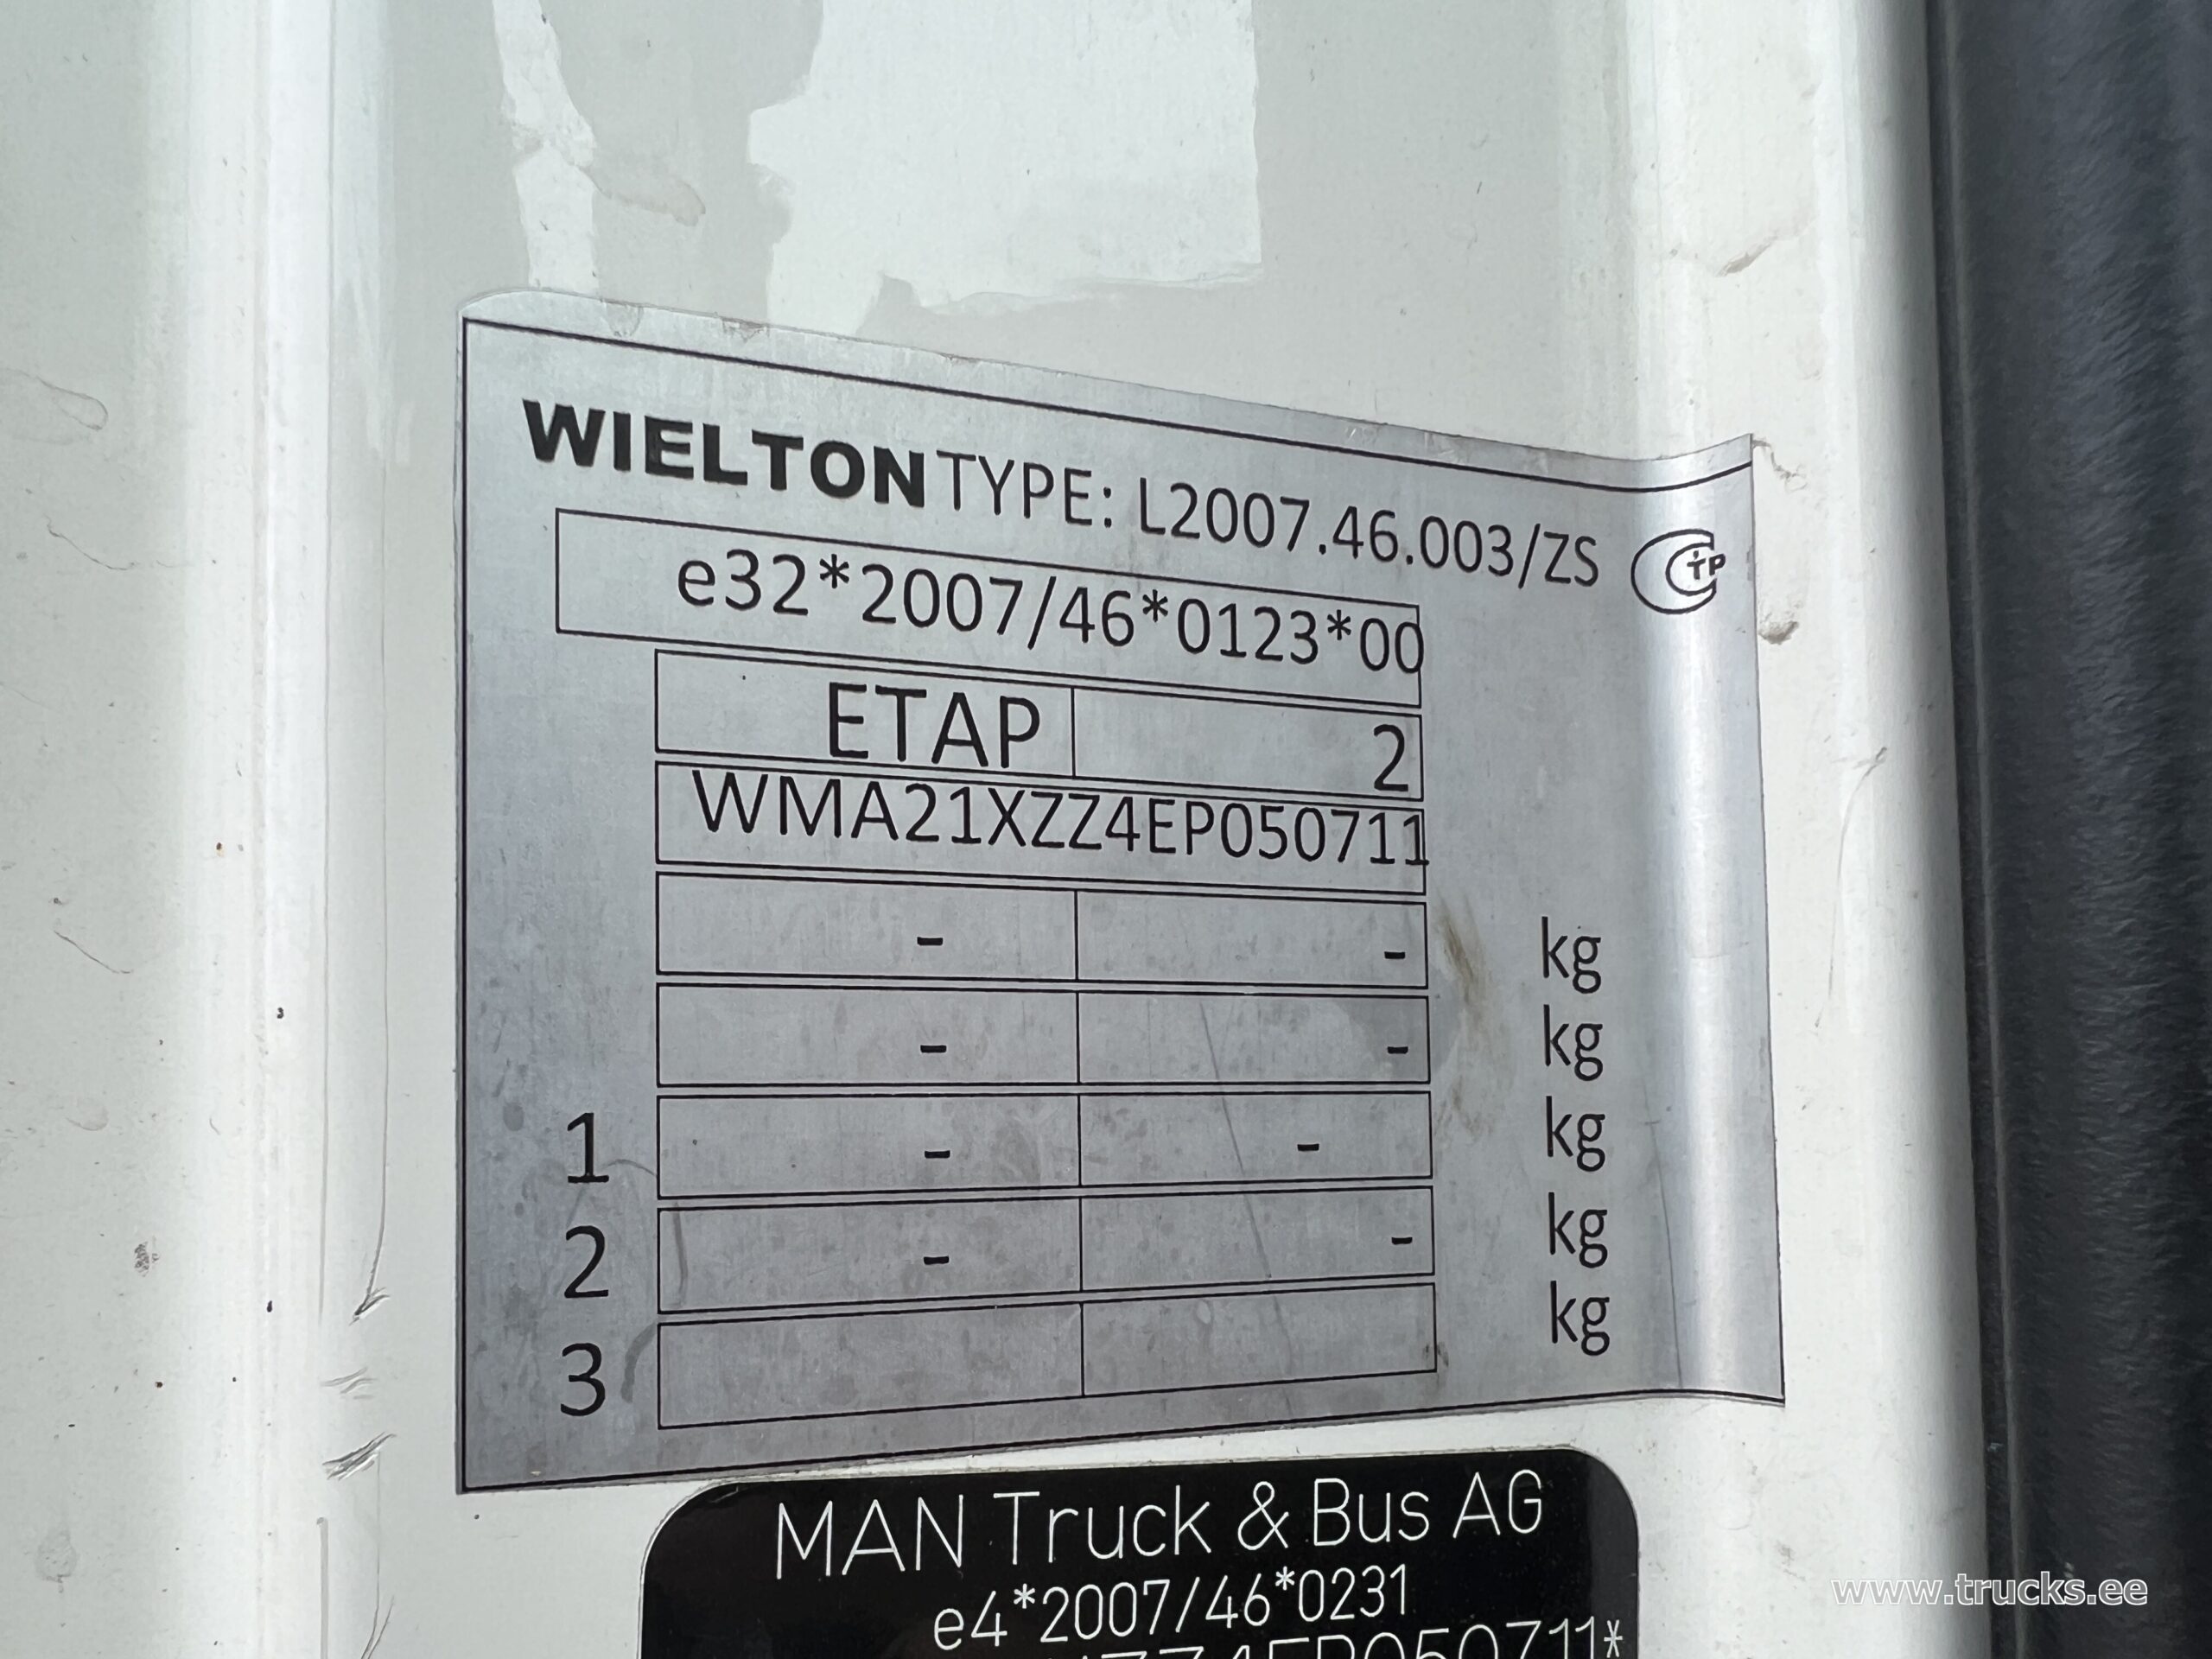 WIELTON TYPE: L2007.46.003/ZS
e32*2007/46*0123*00
ETAP 2
WMA21XZZ4EP050711
- - kg
- - kg
1 - - kg
2 - - kg
3 kg
MAN Truck & Bus AG
e4*2007/46*0231
ZZ4EP050711*
www.trucks.ee